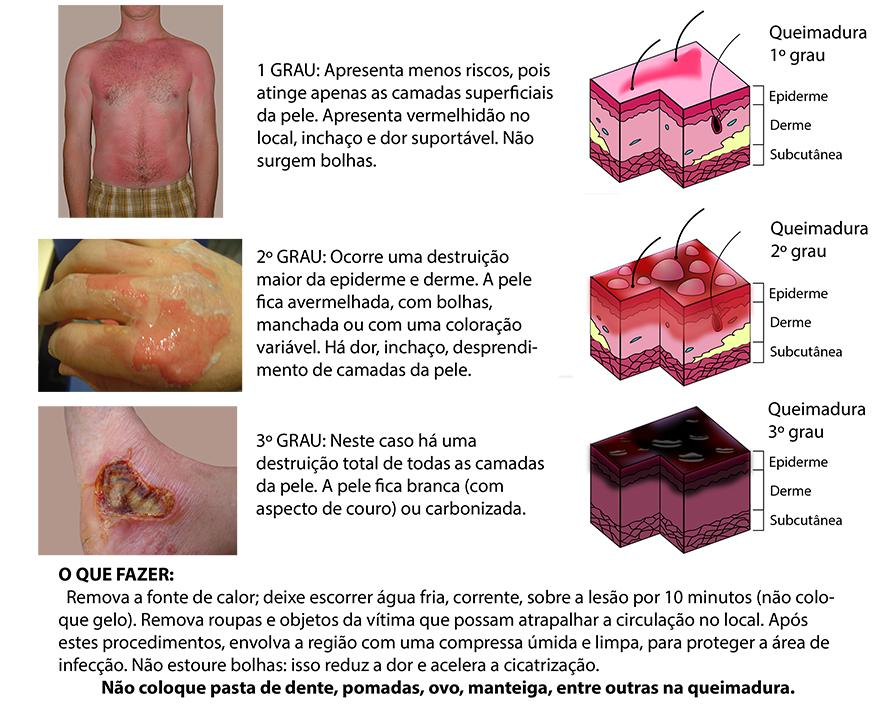 1 GRAU: Apresenta menos riscos, pois
atinge apenas as camadas superficiais
da pele. Apresenta vermelhidão no
local, inchaço e dor suportável. Não
surgem bolhas.
Queimadura
1º grau
Epiderme
Derme
Subcutânea
2º GRAU: Ocorre uma destruição
maior da epiderme e derme. A pele
fica avermelhada, com bolhas,
manchada ou com uma coloração
variável. Há dor, inchaço, desprendi-
mento de camadas da pele.
Queimadura
2º grau
Epiderme
Derme
Subcutânea
3º GRAU: Neste caso há uma
destruição total de todas as camadas
da pele. A pele fica branca (com
aspecto de couro) ou carbonizada.
Queimadura
3º grau
Epiderme
Derme
Subcutânea
O QUE FAZER:
Remova a fonte de calor; deixe escorrer água fria, corrente, sobre a lesão por 10 minutos (não colo-
que gelo). Remova roupas e objetos da vítima que possam atrapalhar a circulação no local. Após
estes procedimentos, envolva a região com uma compressa úmida e limpa, para proteger a área de
infecção. Não estoure bolhas: isso reduz a dor e acelera a cicatrização.
Não coloque pasta de dente, pomadas, ovo, manteiga, entre outras na queimadura.